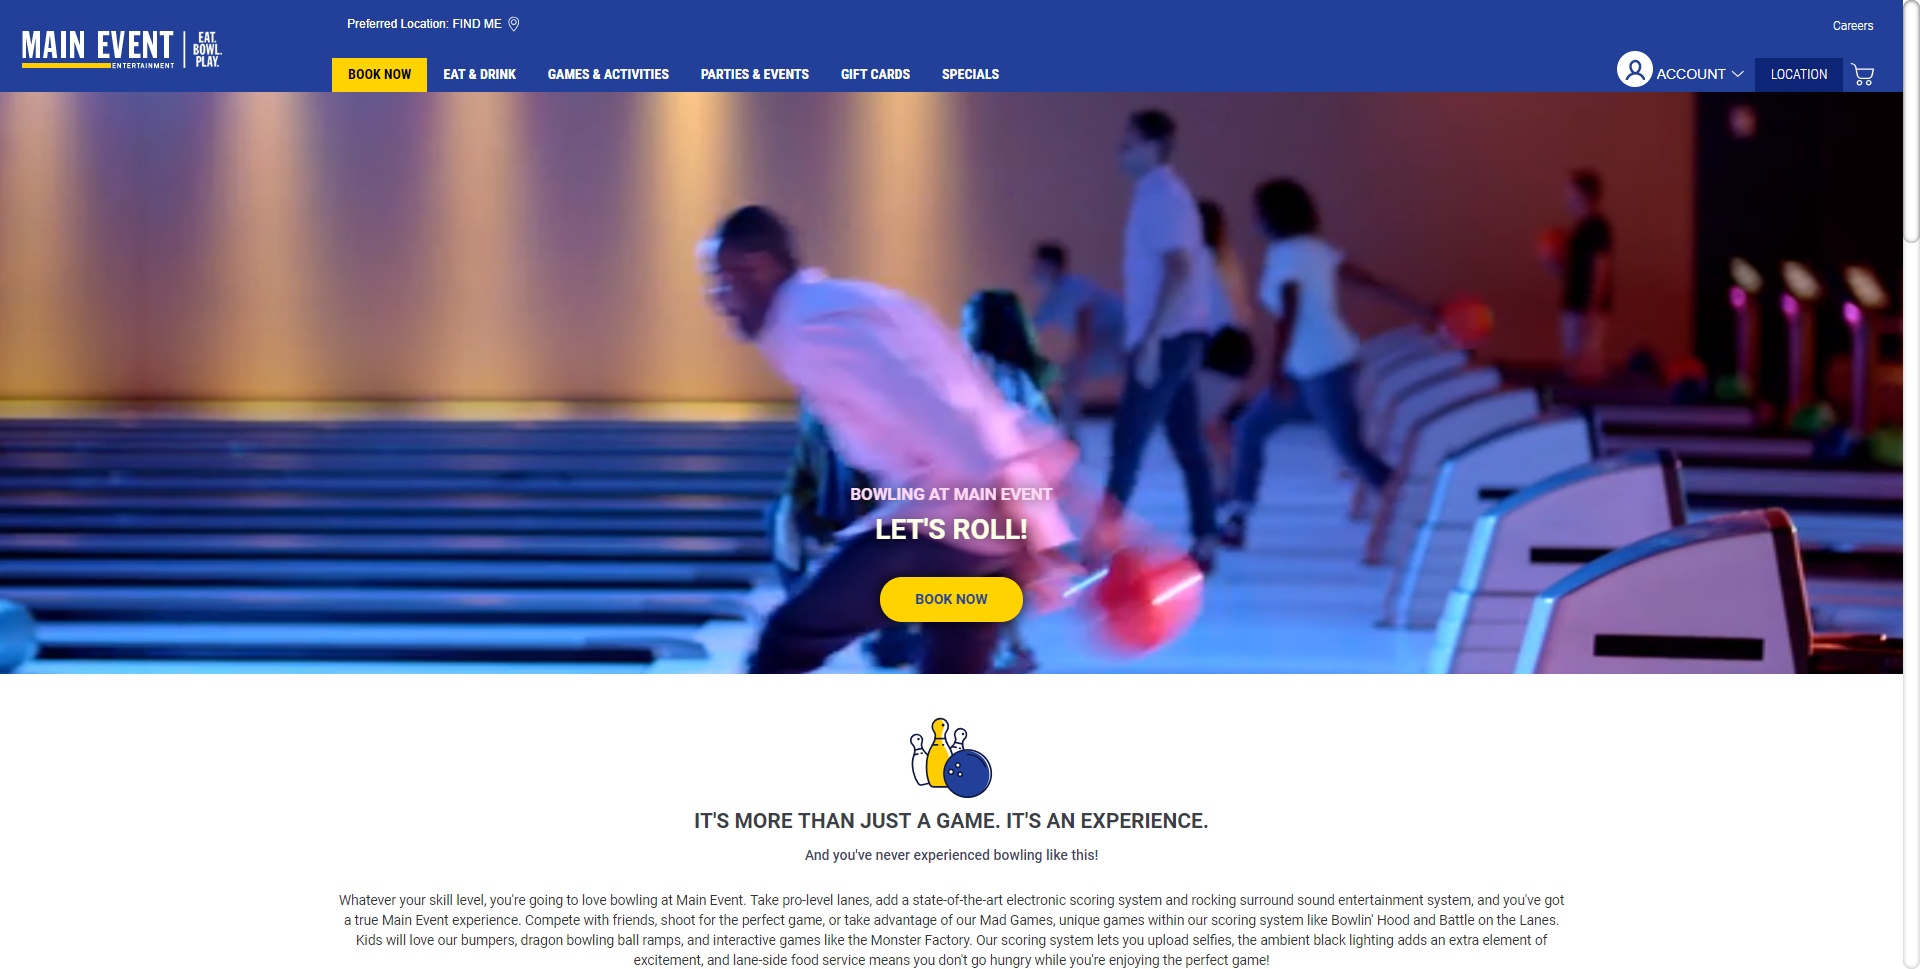 Preferred Location: FIND ME
Careers
MAIN EVENT
ENTERTAINMENT
EAT.
BOWL.
PLAY.
BOOK NOW
EAT & DRINK
GAMES & ACTIVITIES
PARTIES & EVENTS
GIFT CARDS
SPECIALS
ACCOUNT
LOCATION
BOWLING AT MAIN EVENT
LET'S ROLL!
BOOK NOW
IT'S MORE THAN JUST A GAME. IT'S AN EXPERIENCE.
And you've never experienced bowling like this!
Whatever your skill level, you're going to love bowling at Main Event. Take pro-level lanes, add a state-of-the-art electronic scoring system and rocking surround sound entertainment system, and you've got
a true Main Event experience. Compete with friends, shoot for the perfect game, or take advantage of our Mad Games, unique games within our scoring system like Bowlin' Hood and Battle on the Lanes.
Kids will love our bumpers, dragon bowling ball ramps, and interactive games like the Monster Factory. Our scoring system lets you upload selfies, the ambient black lighting adds an extra element of
excitement, and lane-side food service means you don't go hungry while you're enjoying the perfect game!